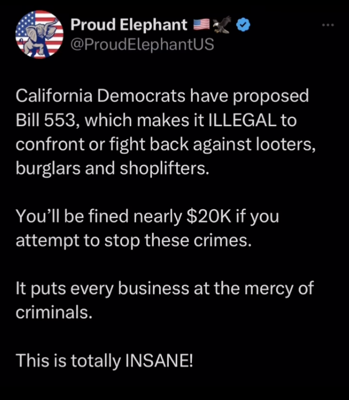 Proud Elephant 🇺🇸🦅
@ProudElephantUS
California Democrats have proposed
Bill 553, which makes it ILLEGAL to
confront or fight back against looters,
burglars and shoplifters.
You’ll be fined nearly $20K if you
attempt to stop these crimes.
It puts every business at the mercy of
criminals.
This is totally INSANE!